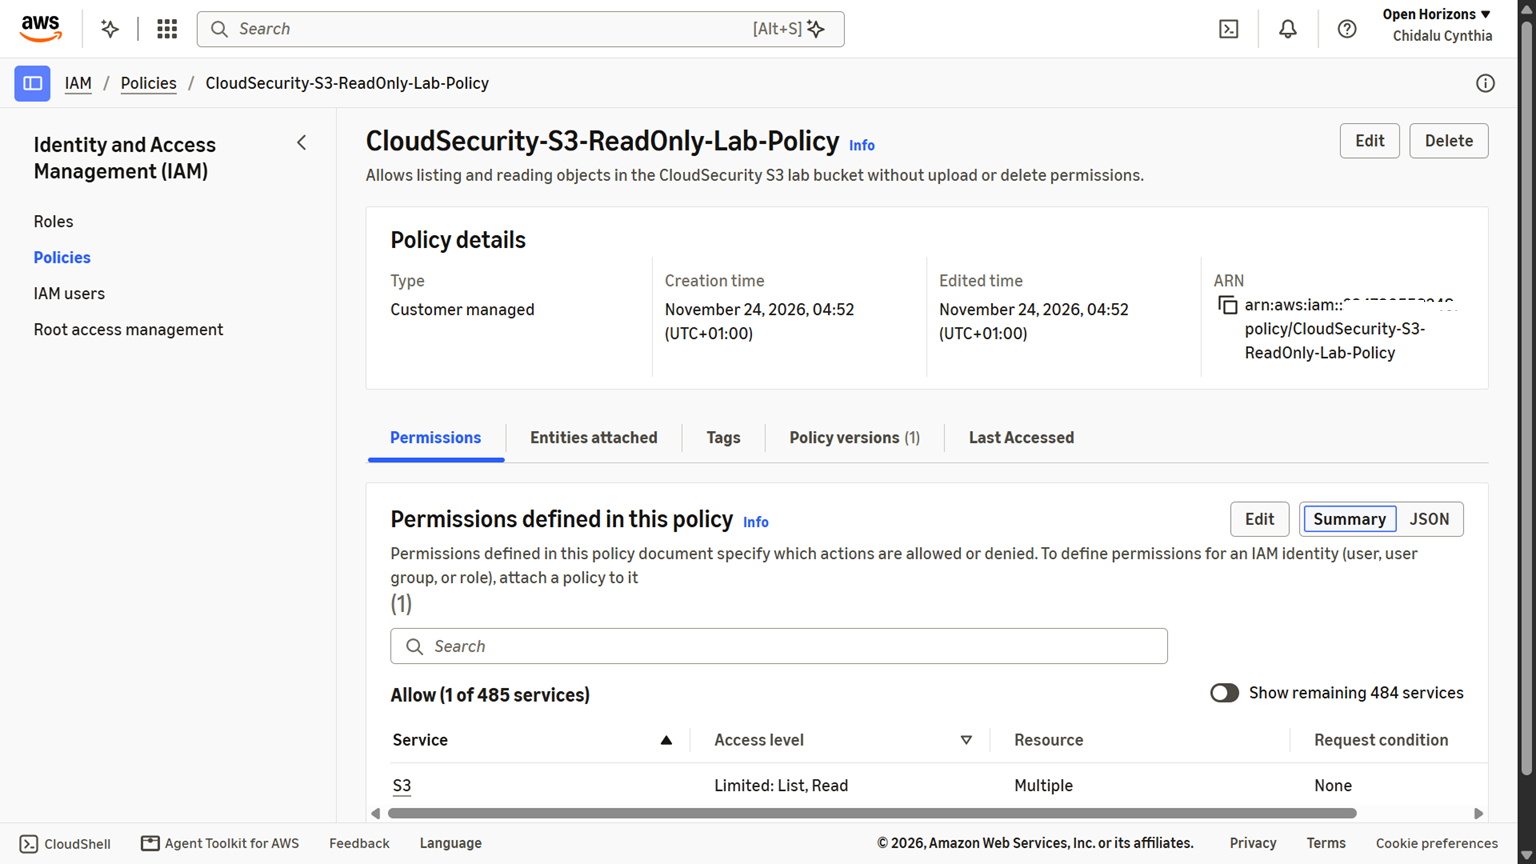 aws
Search
[Alt+S]
Open Horizons
Chidalu Cynthia
IAM / Policies / CloudSecurity-S3-ReadOnly-Lab-Policy
Identity and Access Management (IAM)
Roles
Policies
IAM users
Root access management
CloudSecurity-S3-ReadOnly-Lab-Policy Info
Edit
Delete
Allows listing and reading objects in the CloudSecurity S3 lab bucket without upload or delete permissions.
Policy details
Type
Customer managed
Creation time
November 24, 2026, 04:52
(UTC+01:00)
Edited time
November 24, 2026, 04:52
(UTC+01:00)
ARN
arn:aws:iam::
policy/CloudSecurity-S3-
ReadOnly-Lab-Policy
Permissions
Entities attached
Tags
Policy versions (1)
Last Accessed
Permissions defined in this policy Info
Edit
Summary
JSON
Permissions defined in this policy document specify which actions are allowed or denied. To define permissions for an IAM identity (user, user
group, or role), attach a policy to it
(1)
Search
Allow (1 of 485 services)
Show remaining 484 services
Service
Access level
Resource
Request condition
S3
Limited: List, Read
Multiple
None
CloudShell
Agent Toolkit for AWS
Feedback
Language
© 2026, Amazon Web Services, Inc. or its affiliates.
Privacy
Terms
Cookie preferences